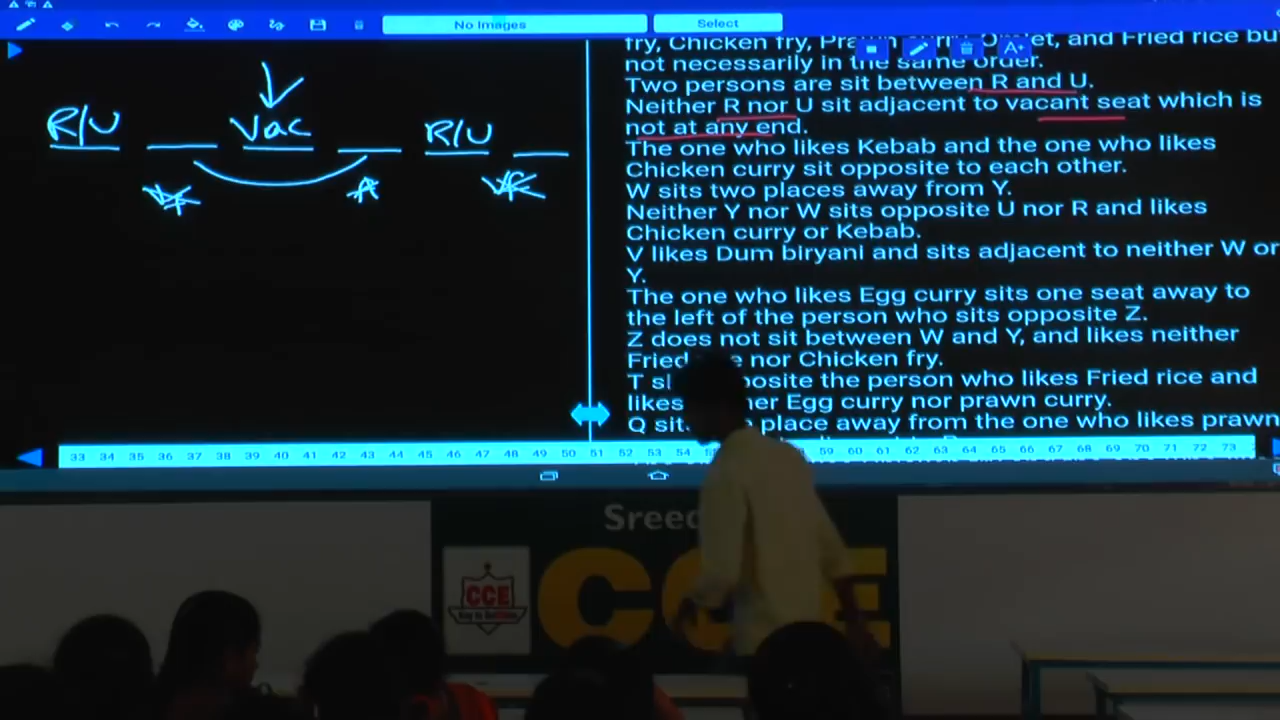 No Images
Select
fry, Chicken fry, Prawn curry, and Fried rice but
not necessarily in the same order.
Two persons are sit between R and U.
Neither R nor U sit adjacent to vacant seat which is
not at any end.
The one who likes Kebab and the one who likes
Chicken curry sit opposite to each other.
W sits two places away from Y.
Neither Y nor W sits opposite U nor R and likes
Chicken curry or Kebab.
V likes Dum biryani and sits adjacent to neither W or
Y.
The one who likes Egg curry sits one seat away to
the left of the person who sits opposite Z.
Z does not sit between W and Y, and likes neither
Fried nor Chicken fry.
T the person who likes Fried rice and
likes Egg curry nor prawn curry.
Q place away from the one who likes prawn
R/U Vac R/U
33 34 35 36 37 38 39 40 41 42 43 44 45 46 47 48 49 50 51 52 53 54 59 60 61 62 63 64 65 66 67 68 69 70 71 72 73
CCE
CCE